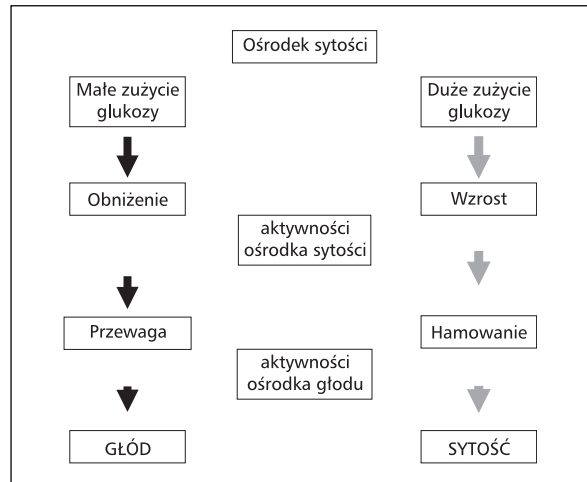 Ośrodek sytości
Małe zużycie
glukozy
Duże zużycie
glukozy
Obniżenie
Wzrost
aktywności
ośrodka sytości
Przewaga
Hamowanie
aktywności
ośrodka głodu
GŁÓD
SYTOŚĆ